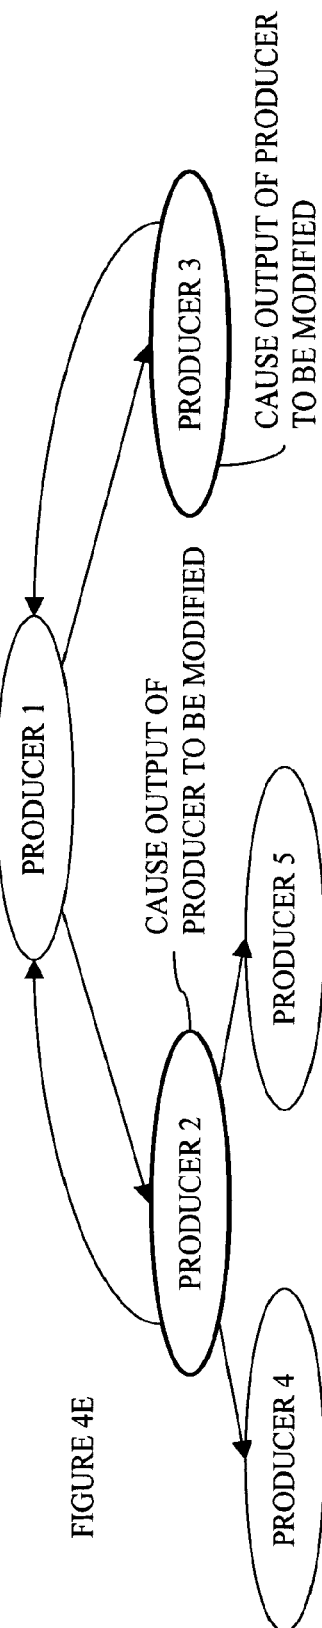 FIGURE 4E
PRODUCER 1
PRODUCER 2
PRODUCER 3
CAUSE OUTPUT OF
PRODUCER TO BE MODIFIED
CAUSE OUTPUT OF PRODUCER
TO BE MODIFIED
PRODUCER 4
PRODUCER 5